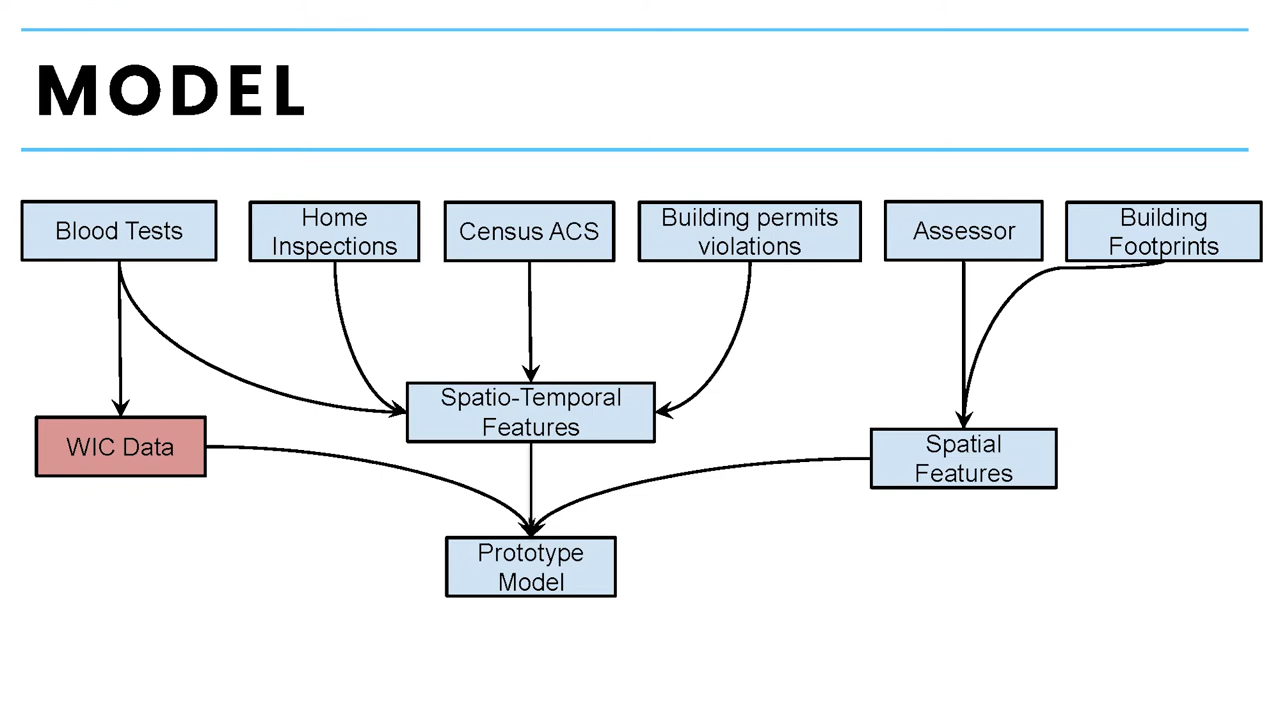 MODEL
Blood Tests
Home
Inspections
Census ACS
Building permits
violations
Assessor
Building
Footprints
Spatio-Temporal
Features
WIC Data
Spatial
Features
Prototype
Model